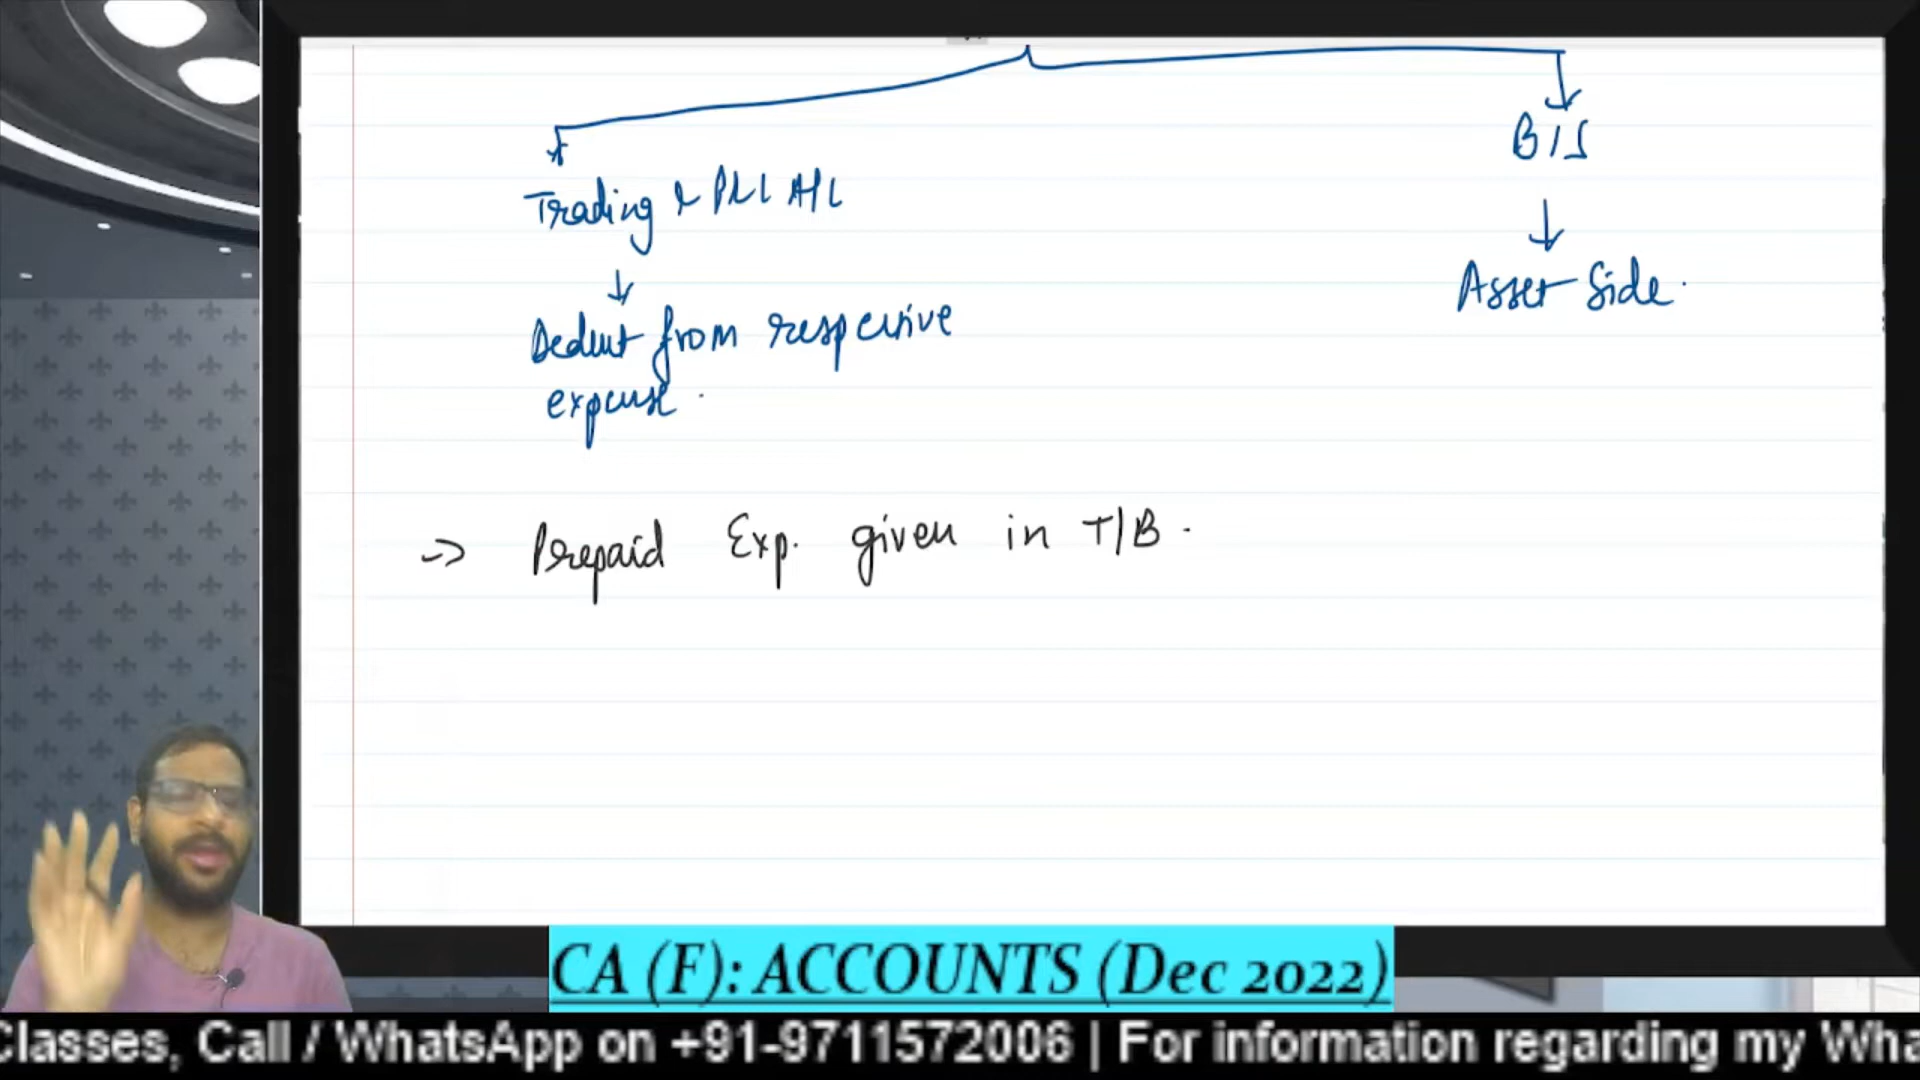 Trading & P&L A/c
B/S
Deduct from respective
Asset Side.
expense.
-> Prepaid Exp. given in T/B.
CA (F): ACCOUNTS (Dec 2022)
Classes, Call / WhatsApp on +91-9711572006 | For information regarding my Wha